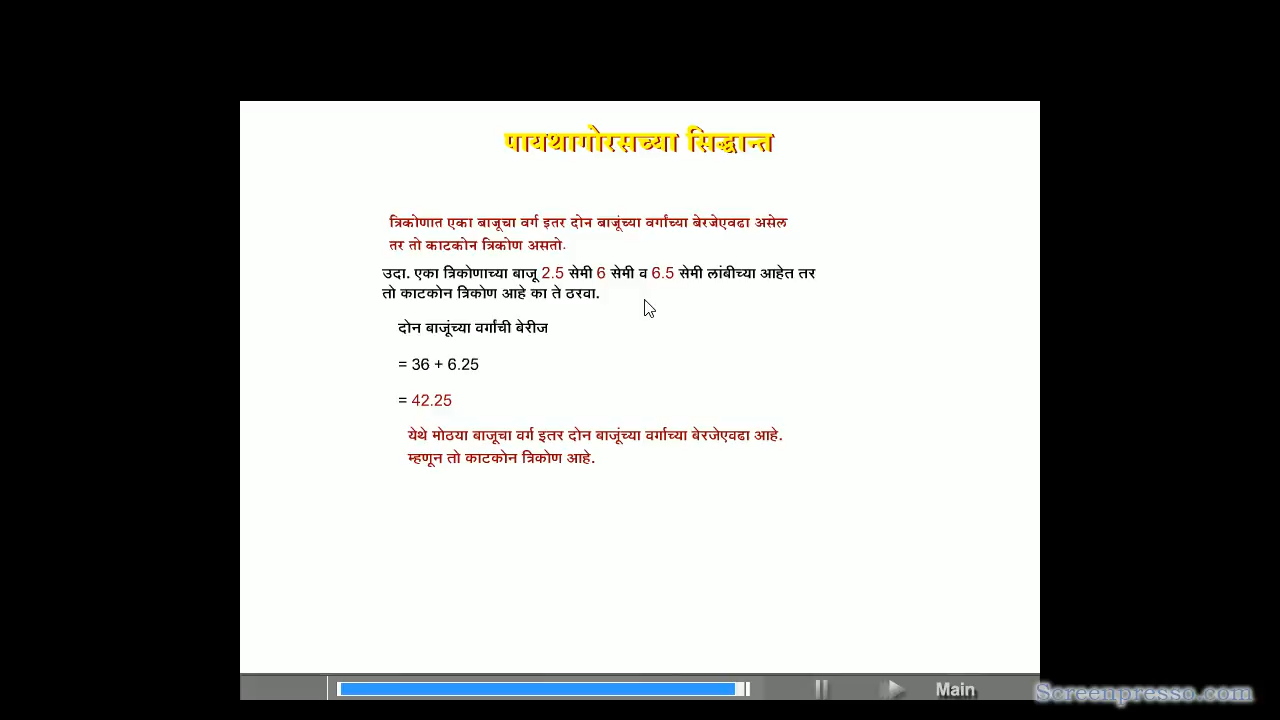 पायथागोरसच्या सिद्धान्त
त्रिकोणात एका बाजूचा वर्ग इतर दोन बाजूंच्या वर्गांच्या बेरजेएवढा असेल
तर तो काटकोन त्रिकोण असतो.
उदा. एका त्रिकोणाच्या बाजू 2.5 सेमी 6 सेमी व 6.5 सेमी लांबीच्या आहेत तर
तो काटकोन त्रिकोण आहे का ते ठरवा.
दोन बाजूंच्या वर्गांची बेरीज
= 36 + 6.25
= 42.25
येथे मोठया बाजूचा वर्ग इतर दोन बाजूंच्या वर्गाच्या बेरजेएवढा आहे.
म्हणून तो काटकोन त्रिकोण आहे.
Main
Screenpresso.com